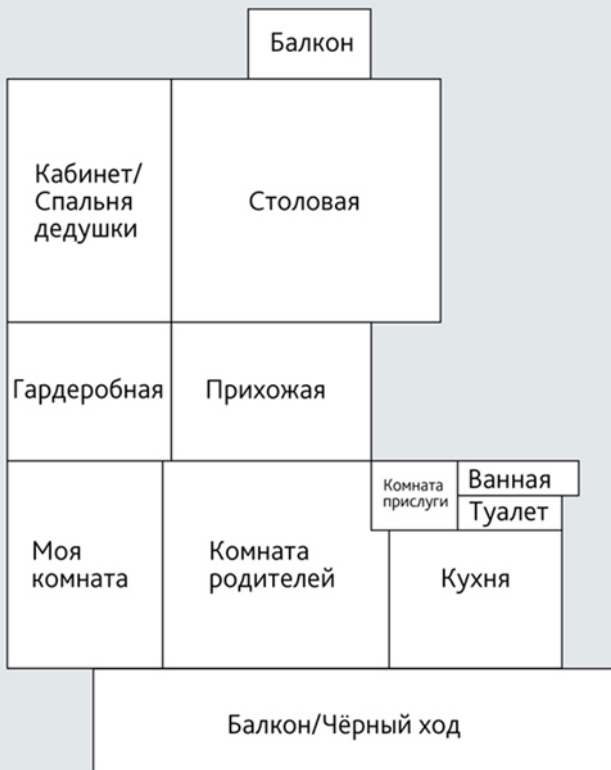 Балкон
Кабинет/
Спальня
дедушки
Столовая
Гардеробная
Прихожая
Комната
прислуги
Ванная
Туалет
Моя
комната
Комната
родителей
Кухня
Балкон/Чёрный ход